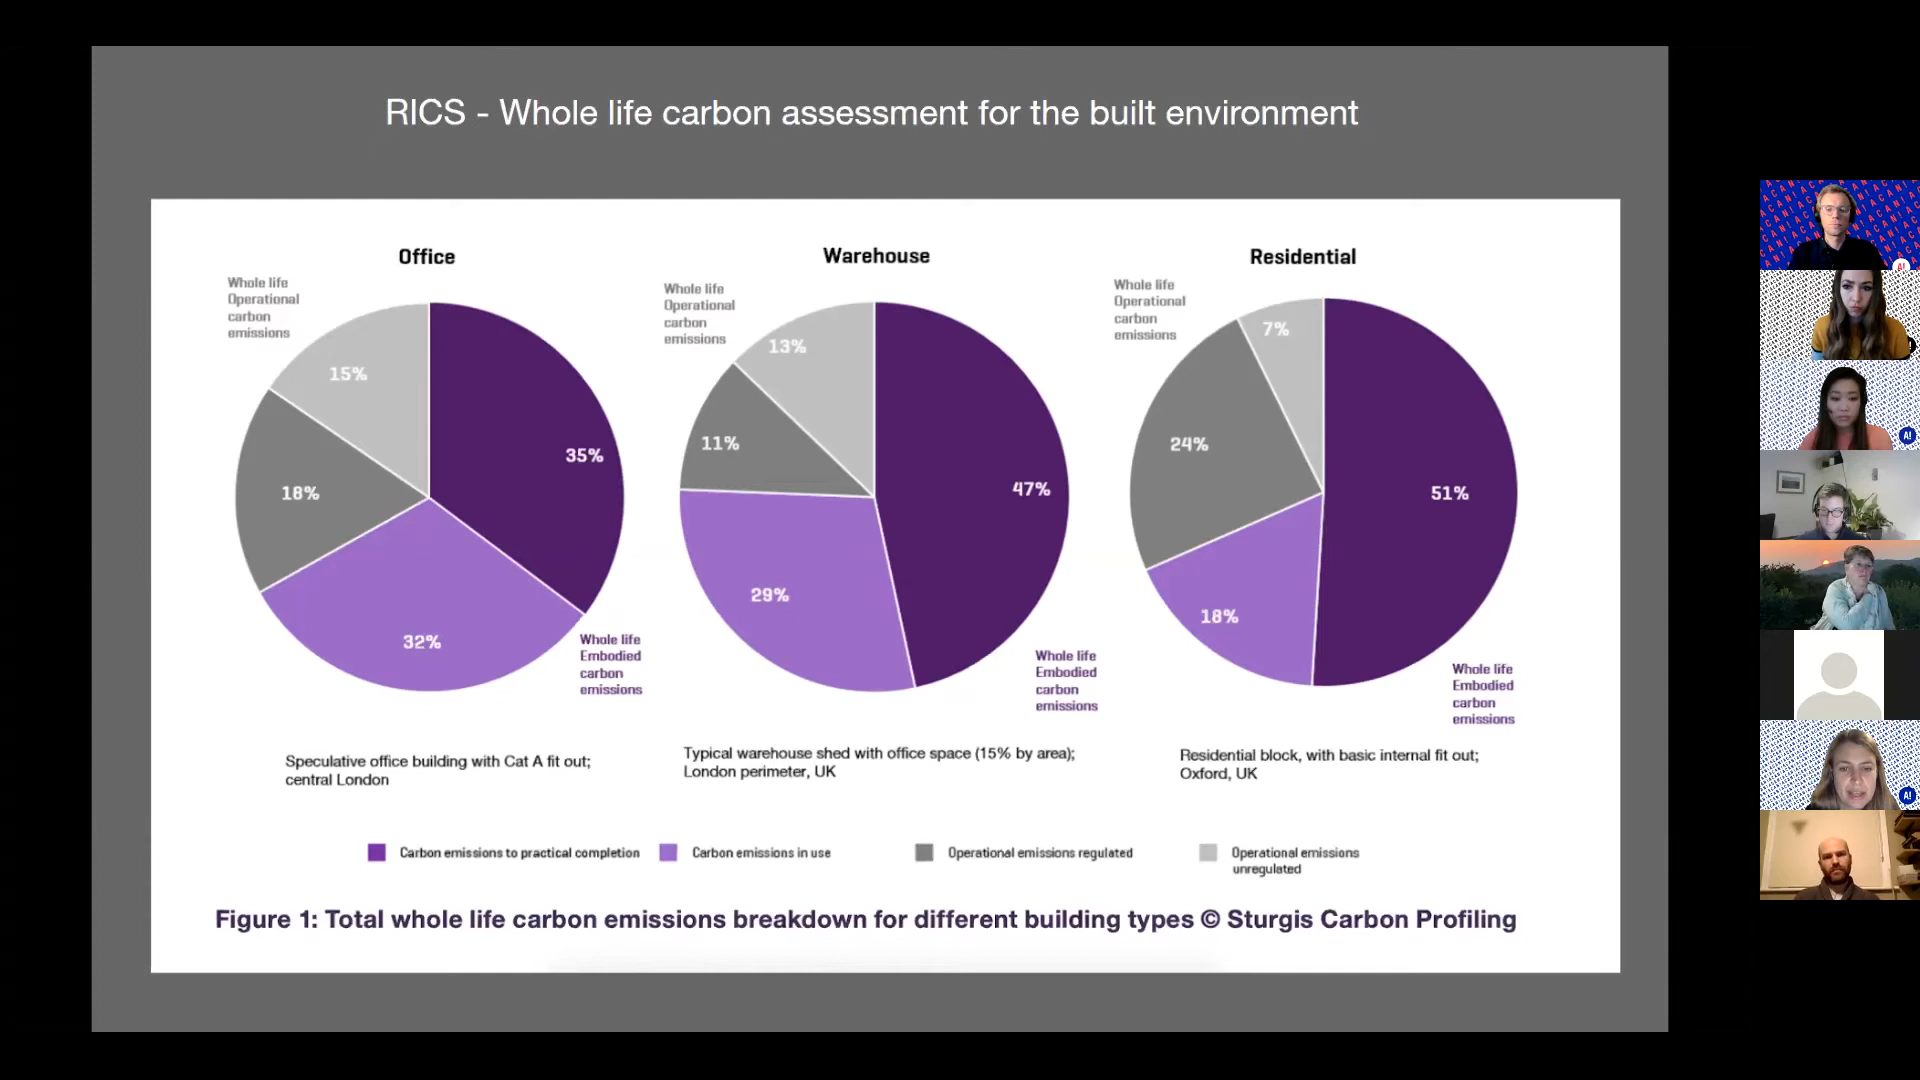 RICS - Whole life carbon assessment for the built environment
Office
Whole life
Operational
carbon
emissions
15%
35%
18%
32%
Whole life
Embodied
carbon
emissions
Speculative office building with Cat A fit out;
central London
Warehouse
Whole life
Operational
carbon
emissions
13%
11%
47%
29%
Whole life
Embodied
carbon
emissions
Typical warehouse shed with office space (15% by area);
London perimeter, UK
Residential
Whole life
Operational
carbon
emissions
7%
24%
51%
18%
Whole life
Embodied
carbon
emissions
Residential block, with basic internal fit out;
Oxford, UK
Carbon emissions to practical completion
Carbon emissions in use
Operational emissions regulated
Operational emissions
unregulated
Figure 1: Total whole life carbon emissions breakdown for different building types © Sturgis Carbon Profiling
A!
A!
A!